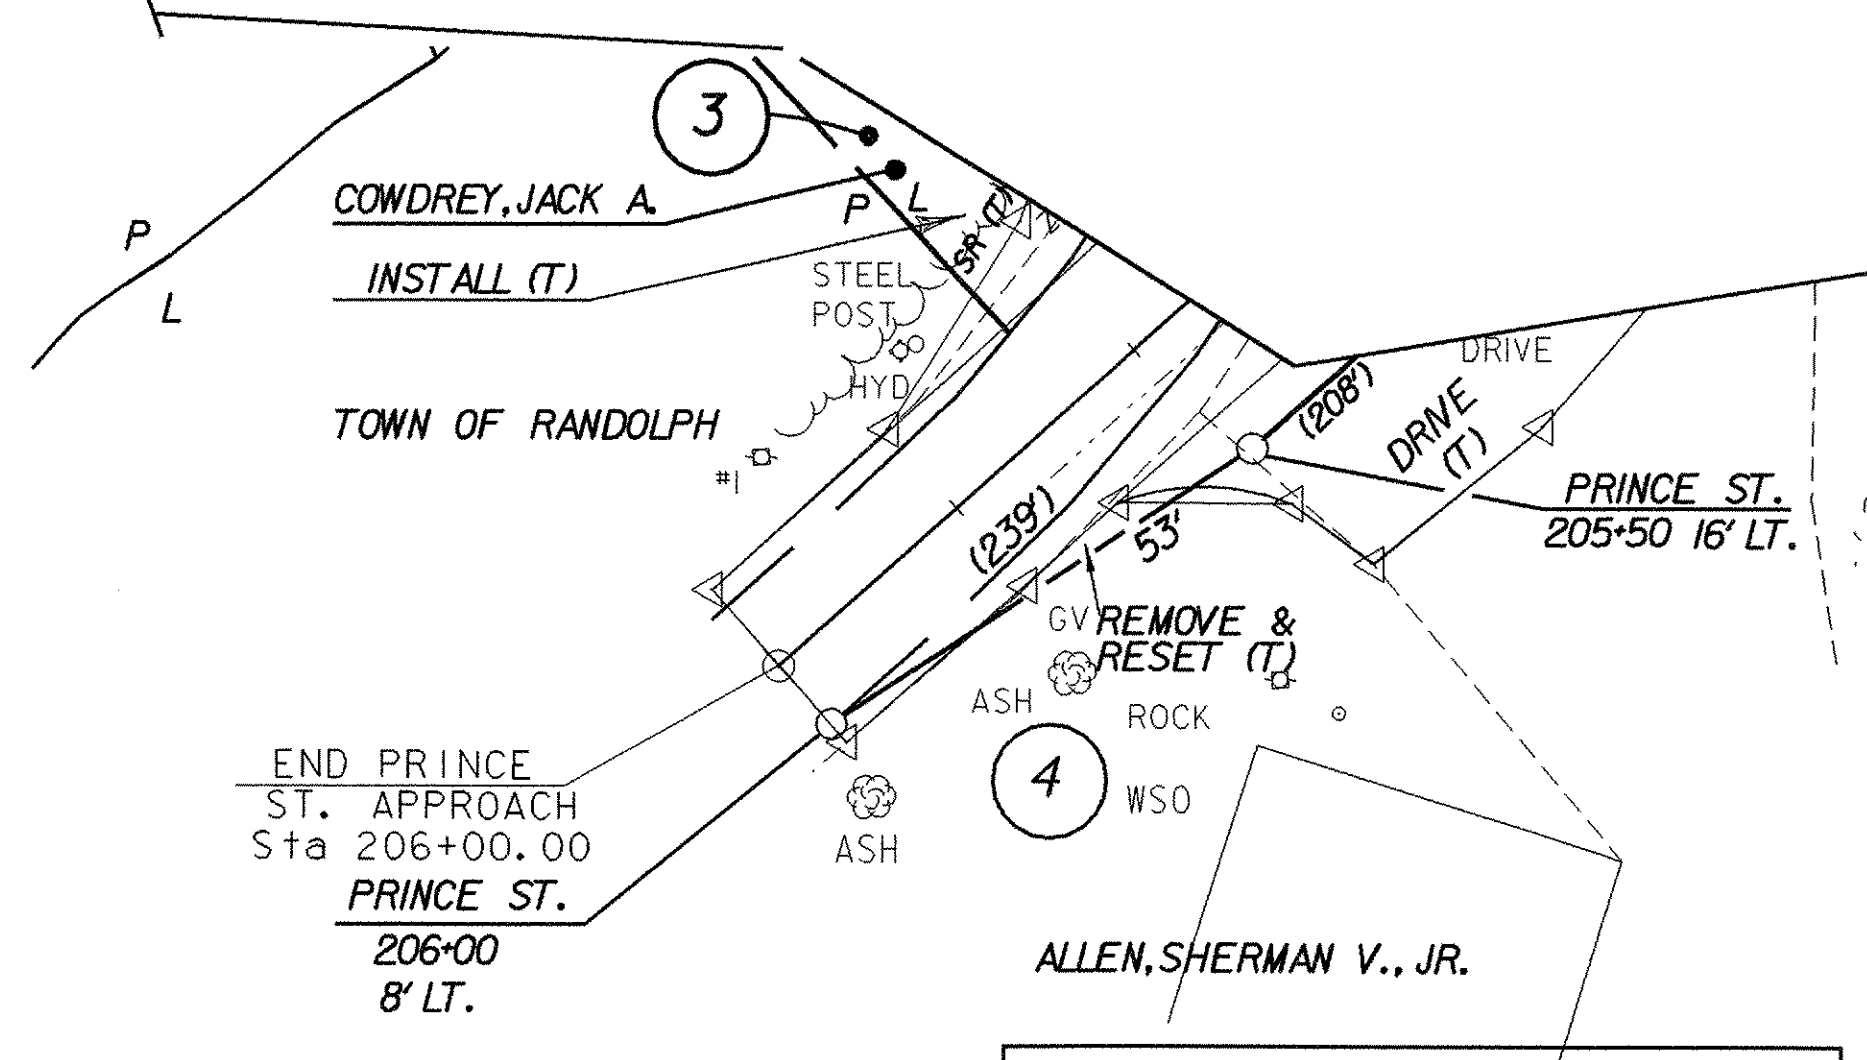 3
COWDREY, JACK A.
P
L
SR (T)
P
L
INSTALL (T)
STEEL
POST
HYD
DRIVE
(208')
DRIVE
(T)
TOWN OF RANDOLPH
#1
(239')
53'
PRINCE ST.
205+50 16' LT.
GV
REMOVE &
RESET (T)
ASH
ROCK
4
WSO
END PRINCE
ST. APPROACH
Sta 206+00.00
ASH
PRINCE ST.
206+00
8' LT.
ALLEN, SHERMAN V., JR.